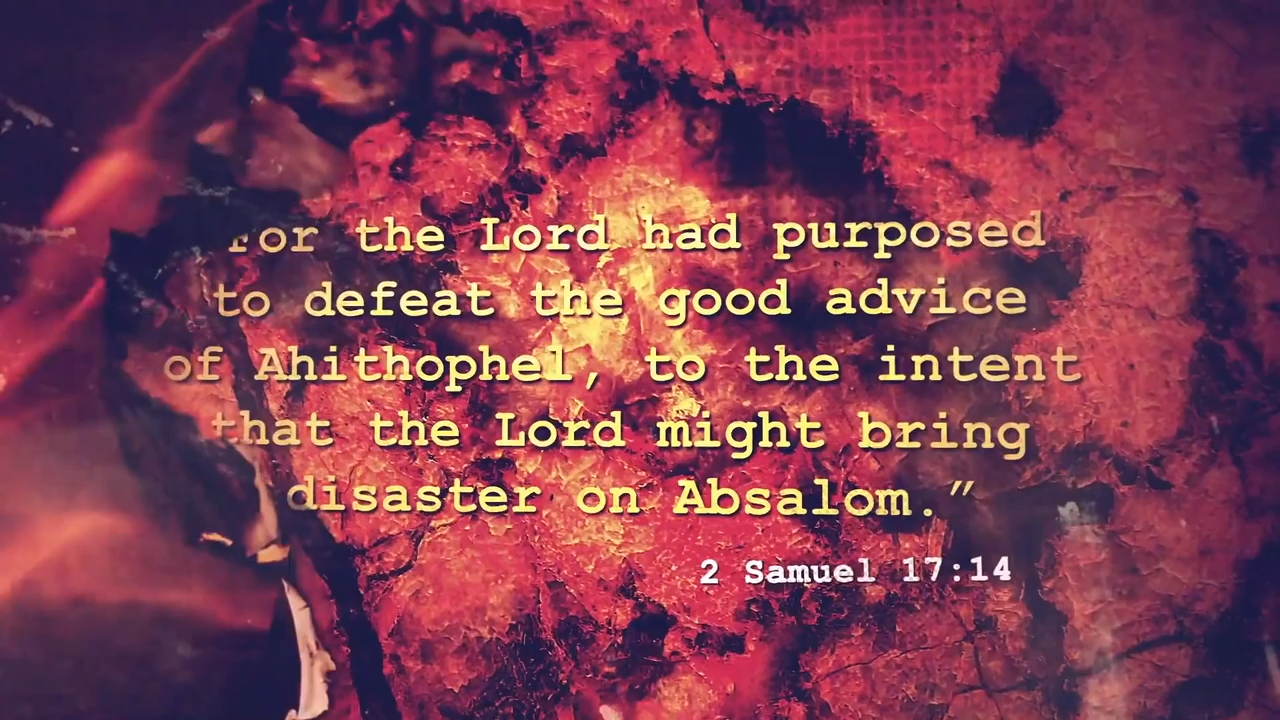 For the Lord had purposed
to defeat the good advice
of Ahithophel, to the intent
that the Lord might bring
disaster on Absalom.”
2 Samuel 17:14